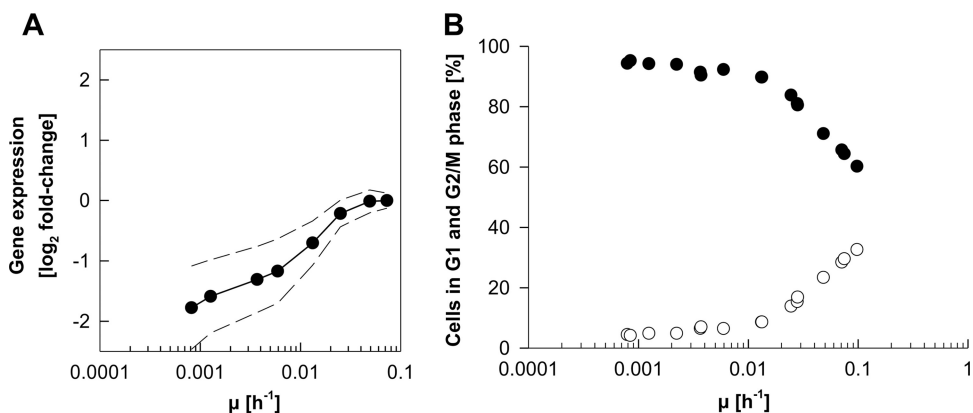 A
Gene expression
[log2 fold-change]
2
1
0
-1
-2
0.0001
0.001
0.01
0.1
µ [h-1]
B
Cells in G1 and G2/M phase [%]
100
80
60
40
20
0
0.0001
0.001
0.01
0.1
1
µ [h-1]